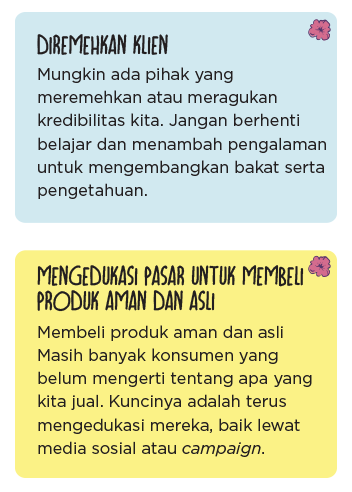 DIREMEHKAN KLIEN
Mungkin ada pihak yang
meremehkan atau meragukan
kredibilitas kita. Jangan berhenti
belajar dan menambah pengalaman
untuk mengembangkan bakat serta
pengetahuan.
MENGEDUKASI PASAR UNTUK MEMBELI
PRODUK AMAN DAN ASLI
Membeli produk aman dan asli
Masih banyak konsumen yang
belum mengerti tentang apa yang
kita jual. Kuncinya adalah terus
mengedukasi mereka, baik lewat
media sosial atau campaign.